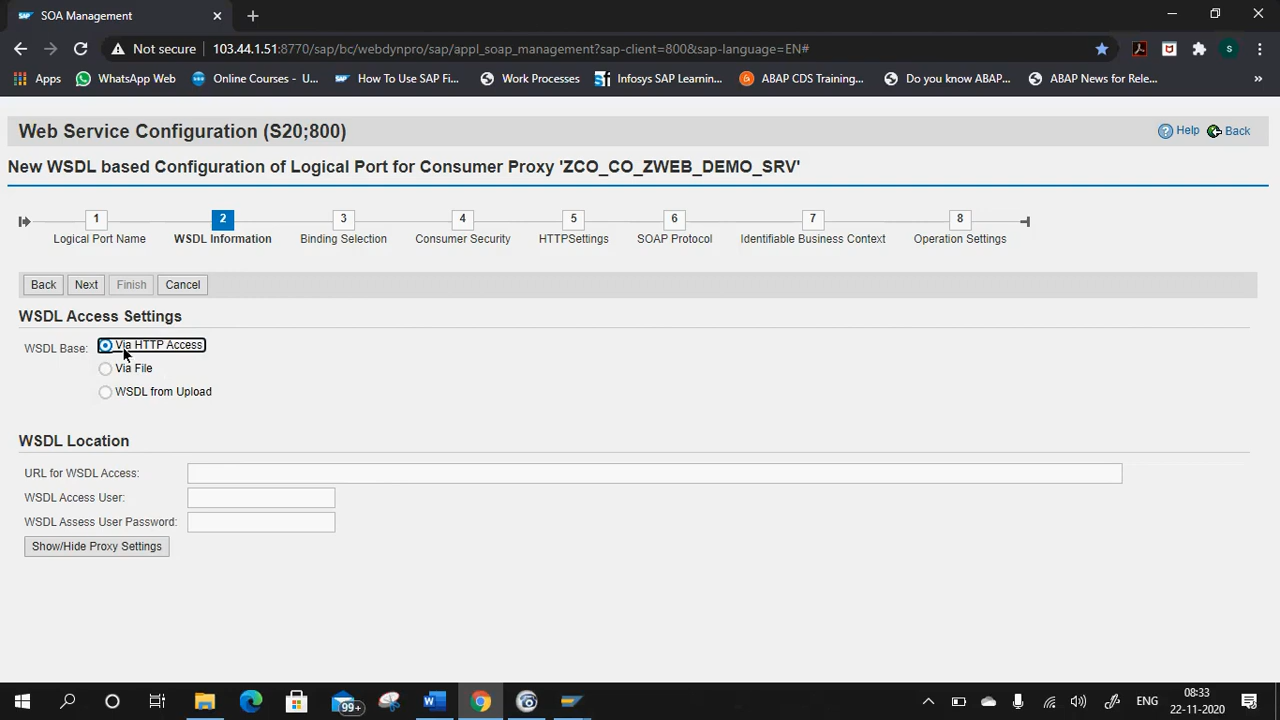 SAP SOA Management
Not secure 103.44.1.51:8770/sap/bc/webdynpro/sap/appl_soap_management?sap-client=800&sap-language=EN# S
Apps WhatsApp Web Online Courses - U... SAP How To Use SAP Fi... Work Processes Infosys SAP Learnin... ABAP CDS Training... Do you know ABAP... ABAP News for Rele... »
Web Service Configuration (S20;800) Help Back
New WSDL based Configuration of Logical Port for Consumer Proxy 'ZCO_CO_ZWEB_DEMO_SRV'
1 2 3 4 5 6 7 8
Logical Port Name WSDL Information Binding Selection Consumer Security HTTPSettings SOAP Protocol Identifiable Business Context Operation Settings
Back Next Finish Cancel
WSDL Access Settings
WSDL Base: Via HTTP Access
Via File
WSDL from Upload
WSDL Location
URL for WSDL Access:
WSDL Access User:
WSDL Assess User Password:
Show/Hide Proxy Settings
99+ ENG 08:33
22-11-2020